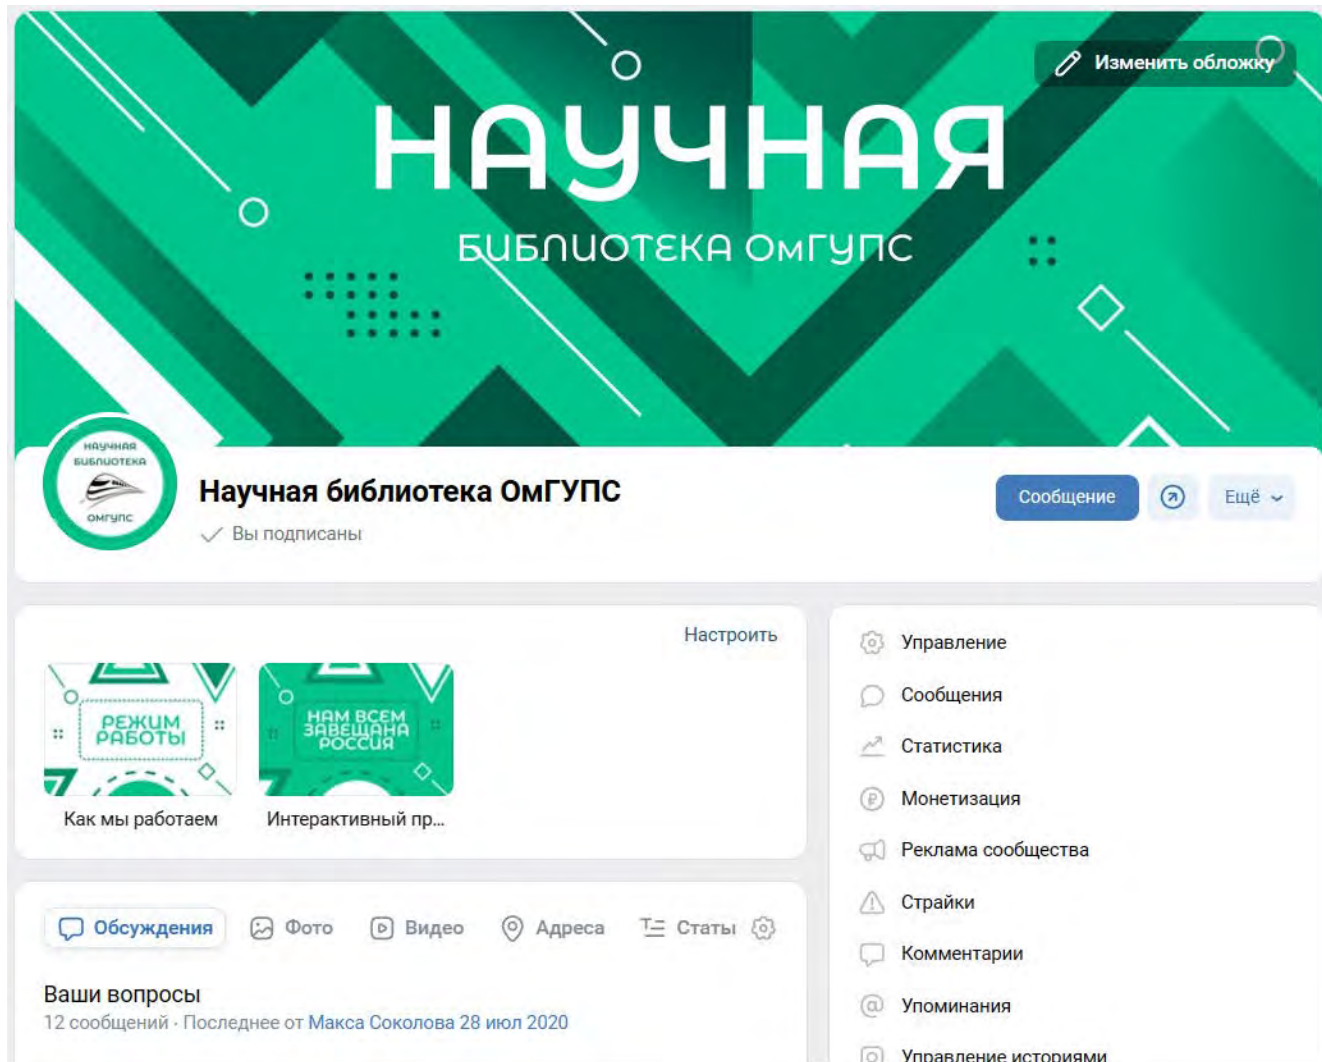 Изменить обложку
НАУЧНАЯ
БИБЛИОТЕКА ОмГУПС
НАУЧНАЯ
БИБЛИОТЕКА
ОМГУПС
Научная библиотека ОмГУПС
Вы подписаны
Сообщение
Ещё
Настроить
РЕЖИМ
РАБОТЫ
НАМ ВСЕМ
ЗАВЕЩАНА
РОССИЯ
Как мы работаем
Интерактивный пр...
Обсуждения Фото Видео Адреса Статы
Ваши вопросы
12 сообщений · Последнее от Макса Соколова 28 июл 2020
Управление
Сообщения
Статистика
Монетизация
Реклама сообщества
Страйки
Комментарии
Упоминания
Управление историями